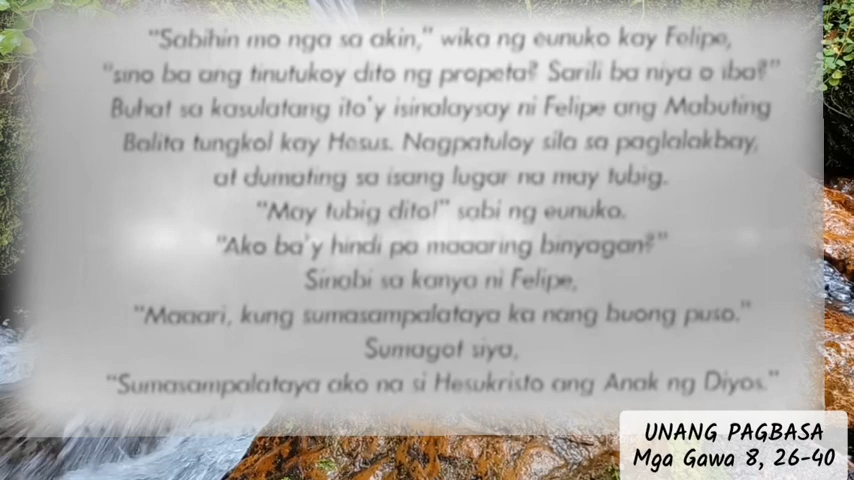 "Sabihin mo nga sa akin," wika ng eunuko kay Felipe,
"sino ba ang tinutukoy dito ng propeta? Sarili ba niya o iba?"
Buhat sa kasulatang ito'y isinalaysay ni Felipe ang Mabuting
Balita tungkol kay Hesus. Nagpatuloy sila sa paglalakbay,
at dumating sa isang lugar na may tubig.
"May tubig dito!" sabi ng eunuko.
"Ako ba'y hindi pa maaaring binyagan?"
Sinabi sa kanya ni Felipe,
"Maaari, kung sumasampalataya ka nang buong puso."
Sumagot siya,
"Sumasampalataya ako na si Hesukristo ang Anak ng Diyos."
UNANG PAGBASA
Mga Gawa 8, 26-40